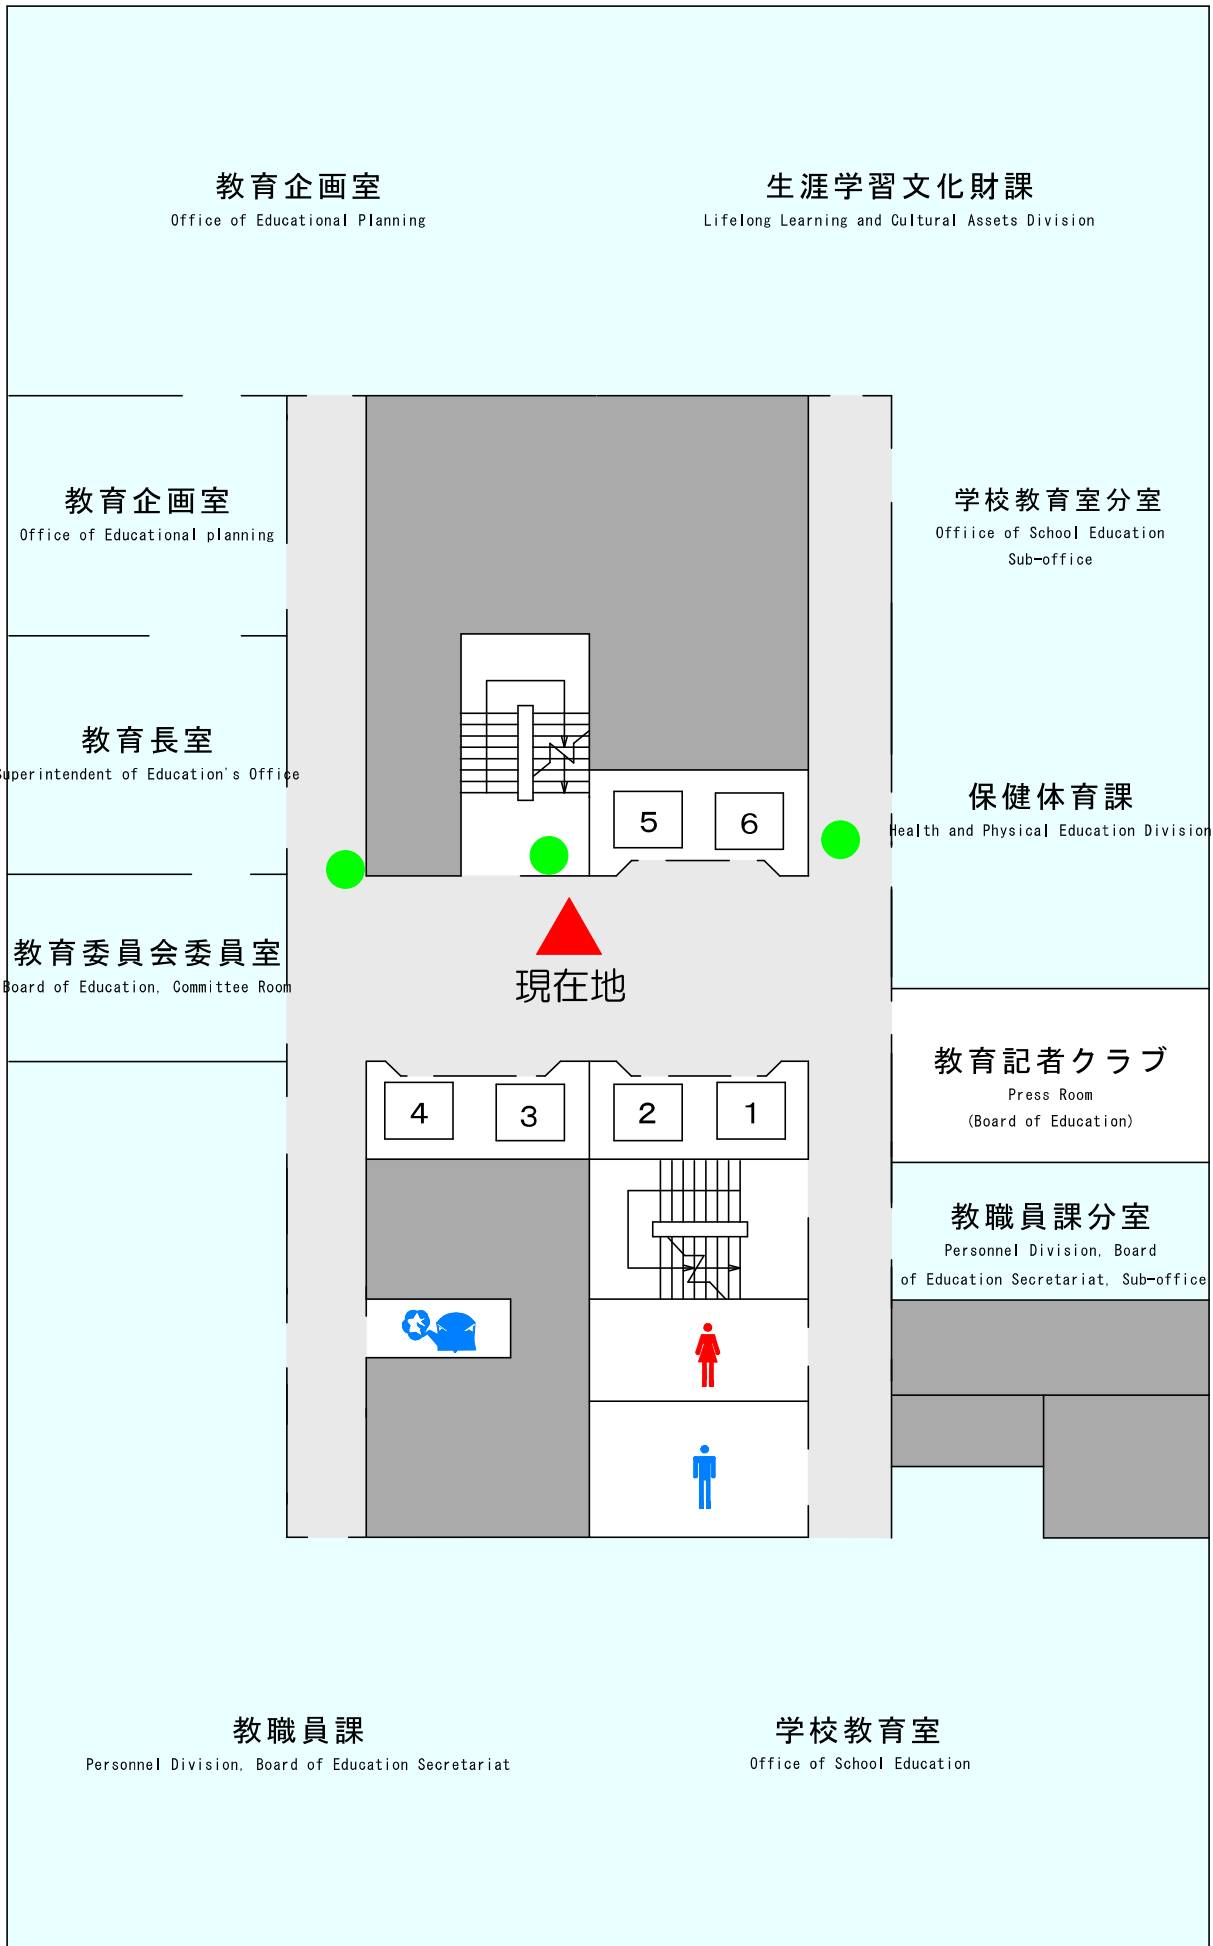 教育企画室
Office of Educational Planning
生涯学習文化財課
Lifelong Learning and Cultural Assets Division
教育企画室
Office of Educational planning
学校教育室分室
Offiice of School Education
Sub-office
教育長室
Superintendent of Education's Office
5
6
保健体育課
Health and Physical Education Division
教育委員会委員室
Board of Education, Committee Room
現在地
教育記者クラブ
Press Room
(Board of Education)
4
3
2
1
教職員課分室
Personnel Division, Board
of Education Secretariat, Sub-office
教職員課
Personnel Division, Board of Education Secretariat
学校教育室
Office of School Education